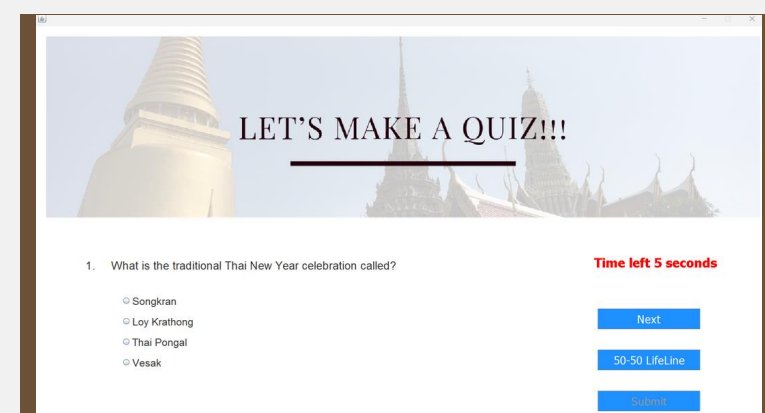 LET'S MAKE A QUIZ!!!
1. What is the traditional Thai New Year celebration called?
Time left 5 seconds
Songkran
Loy Krathong
Thai Pongal
Vesak
Next
50-50 LifeLine
Submit